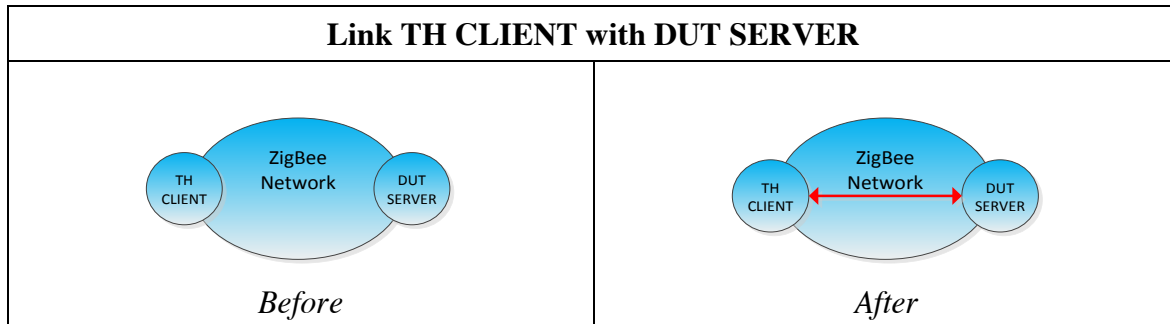 Link TH CLIENT with DUT SERVER
ZigBee
Network
TH
CLIENT
DUT
SERVER
Before
ZigBee
Network
TH
CLIENT
DUT
SERVER
After